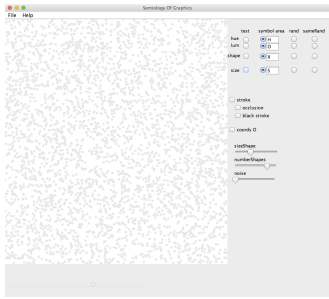 Semiology Of Graphics
File Help
test symbol area rand sameRand
hue H
lum O
shape X
size S
stroke
occlusion
black stroke
coords O
sizeShape
numberShapes
noise